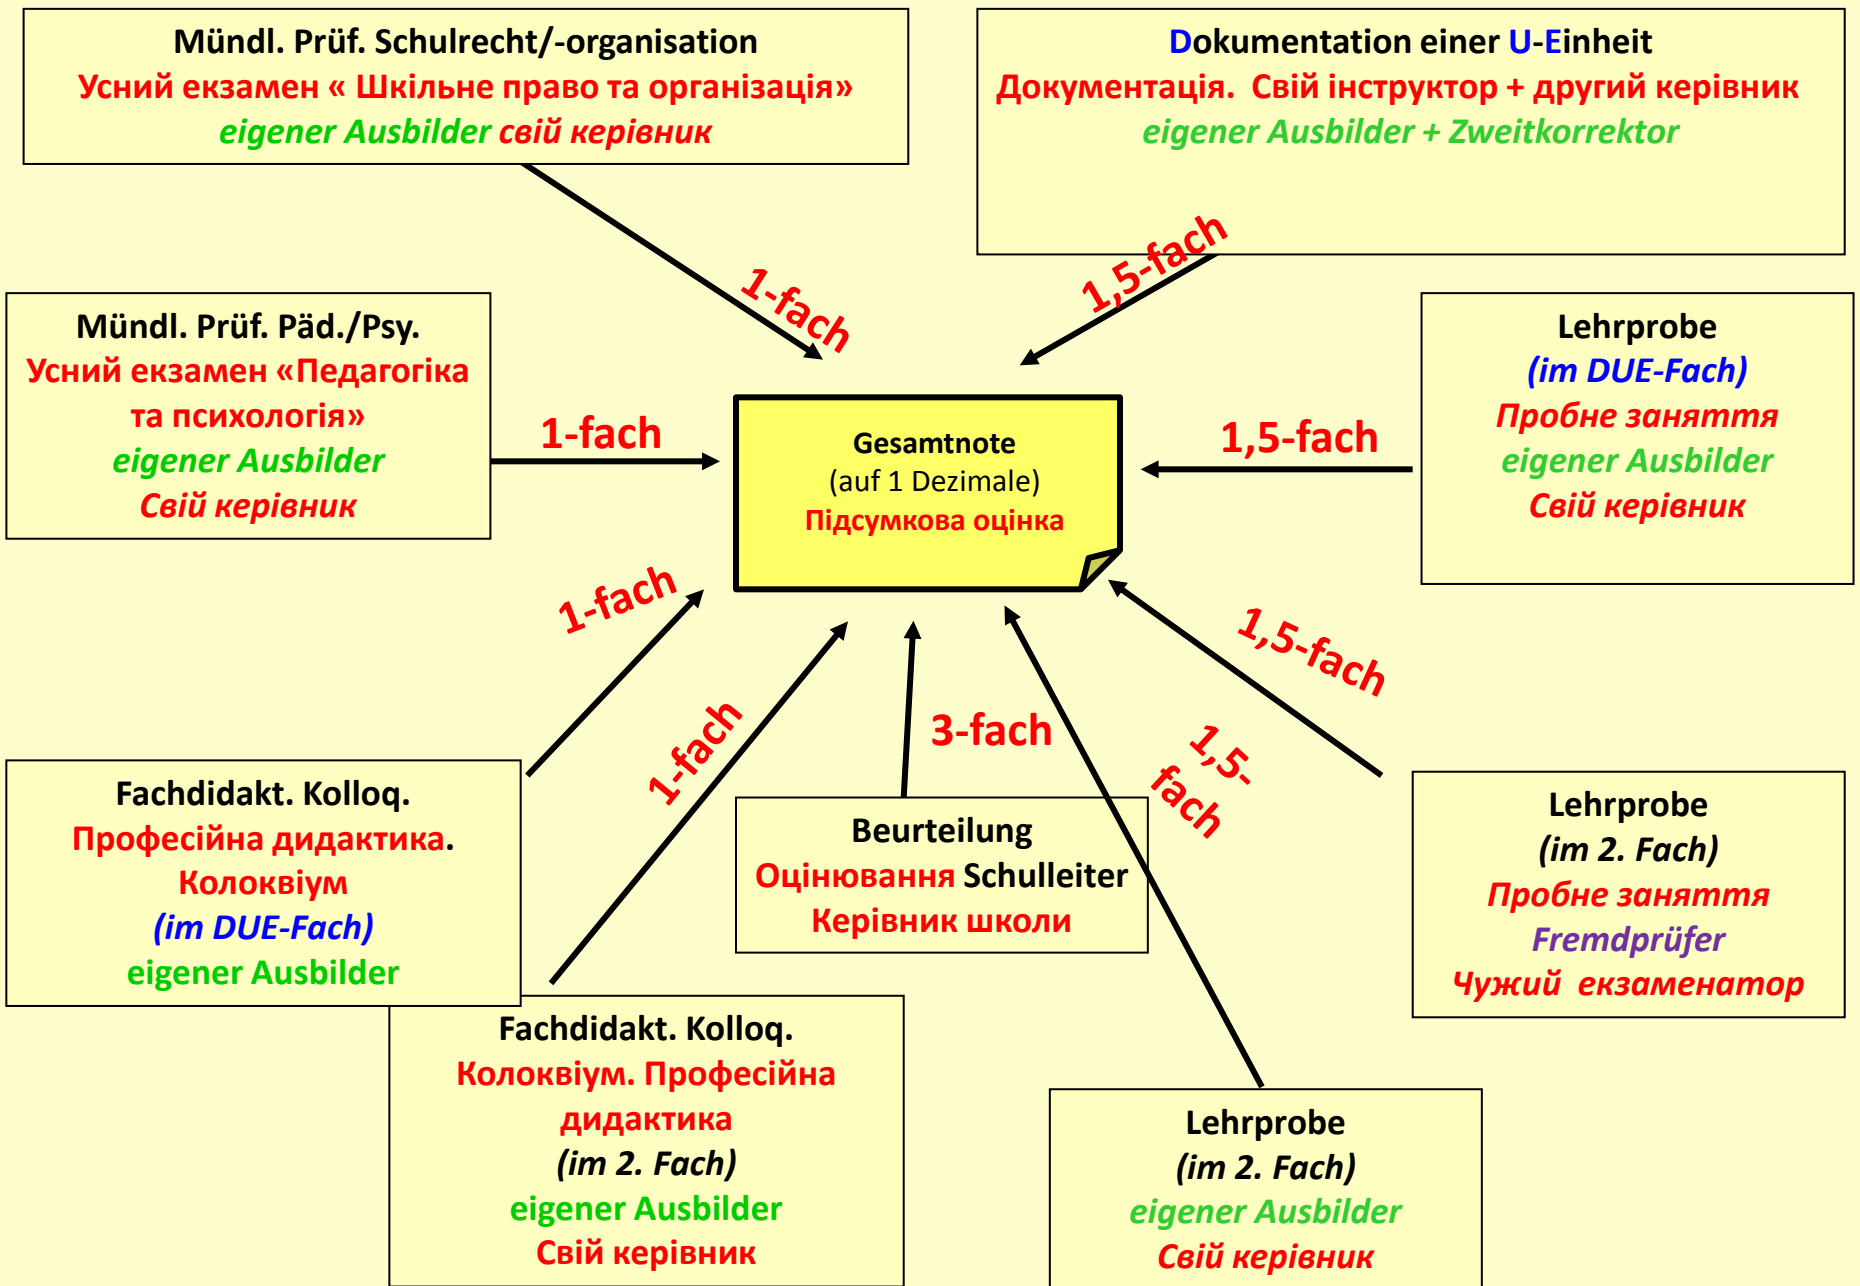 Mündl. Prüf. Schulrecht/-organisation
Усний екзамен « Шкільне право та організація»
eigener Ausbilder свій керівник
Dokumentation einer U-Einheit
Документація. Свій інструктор + другий керівник
eigener Ausbilder + Zweitkorrektor
1-fach
1,5-fach
Mündl. Prüf. Päd./Psy.
Усний екзамен «Педагогіка
та психологія»
eigener Ausbilder
Свій керівник
1-fach
Gesamtnote
(auf 1 Dezimale)
Підсумкова оцінка
1,5-fach
Lehrprobe
(im DUE-Fach)
Пробне заняття
eigener Ausbilder
Свій керівник
1-fach
1-fach
3-fach
1,5-
fach
1,5-fach
Fachdidakt. Kolloq.
Професійна дидактика.
Колоквіум
(im DUE-Fach)
eigener Ausbilder
Beurteilung
Оцінювання Schulleiter
Керівник школи
Lehrprobe
(im 2. Fach)
Пробне заняття
Fremdprüfer
Чужий екзаменатор
Fachdidakt. Kolloq.
Колоквіум. Професійна
дидактика
(im 2. Fach)
eigener Ausbilder
Свій керівник
Lehrprobe
(im 2. Fach)
eigener Ausbilder
Свій керівник